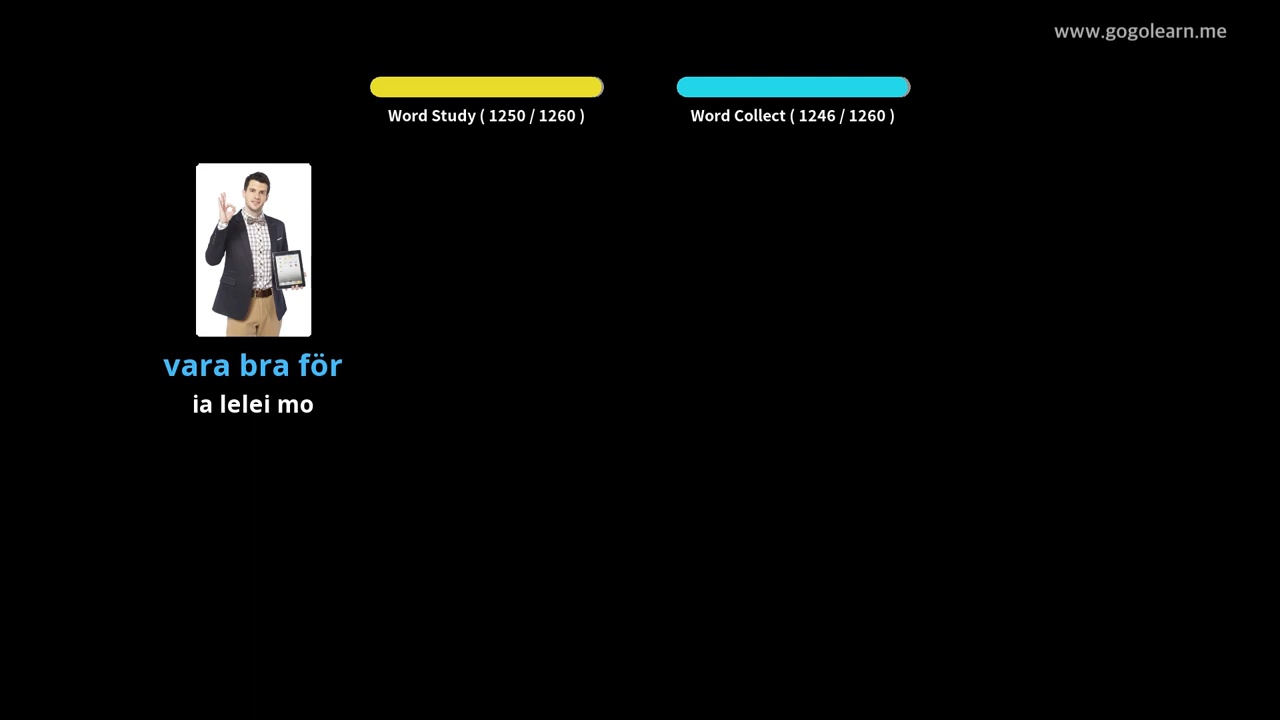 www.gogolearn.me
Word Study ( 1250 / 1260 )
Word Collect ( 1246 / 1260 )
vara bra för
ia lelei mo